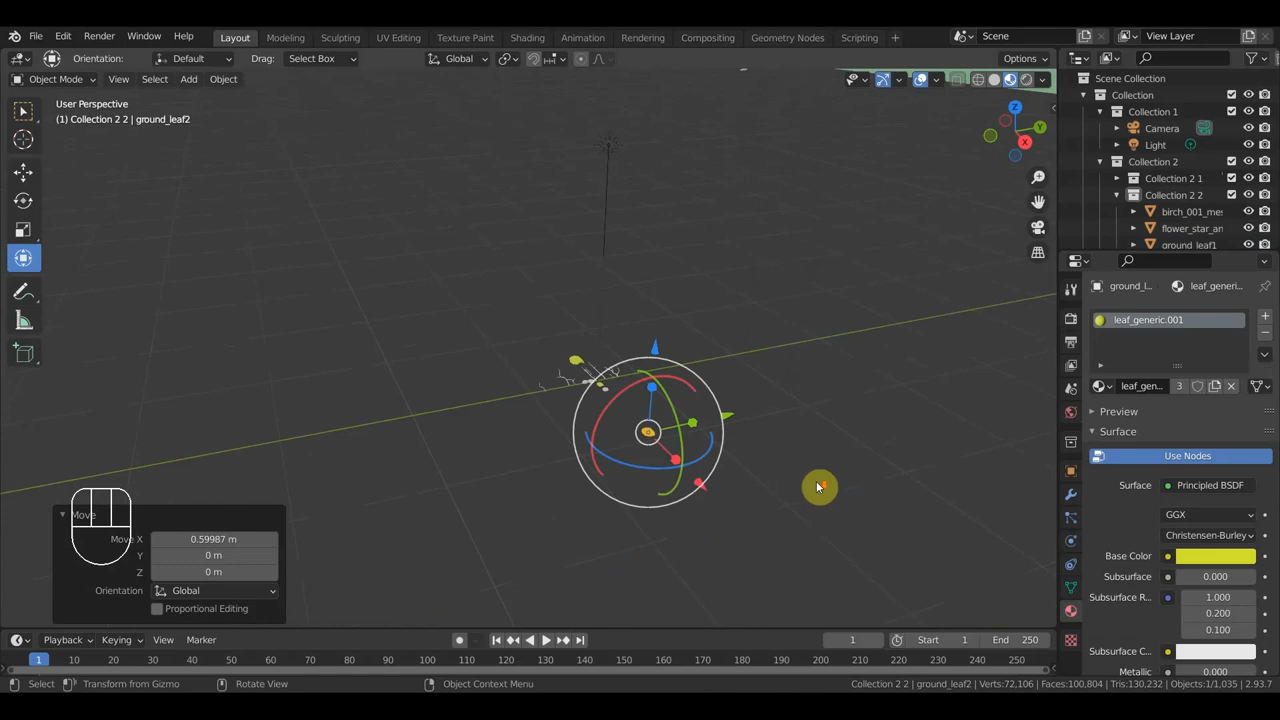 File Edit Render Window Help Layout Modeling Sculpting UV Editing Texture Paint Shading Animation Rendering Compositing Geometry Nodes Scripting + Scene View Layer
Orientation: Default Drag: Select Box Global Options
Object Mode View Select Add Object
User Perspective
(1) Collection 2 2 | ground_leaf2
Z
Y
X
Scene Collection
Collection
Collection 1
Camera
Light
Collection 2
Collection 2 1
Collection 2 2
birch_001_mes
flower_star_an
ground_leaf1
ground_l... leaf_generi...
leaf_generic.001
leaf_gen... 3
Preview
Surface
Use Nodes
Surface: Principled BSDF
GGX
Christensen-Burley
Base Color
Subsurface 0.000
Subsurface R... 1.000
0.200
0.100
Subsurface C...
Metallic 0.000
Move
Move X 0.59987 m
Y 0 m
Z 0 m
Orientation Global
Proportional Editing
Playback Keying View Marker 1 Start 1 End 250
1 10 20 30 40 50 60 70 80 90 100 110 120 130 140 150 160 170 180 190 200 210 220 230 240 250
Select Transform from Gizmo Rotate View Object Context Menu Collection 2 2 | ground_leaf2 | Verts:72,106 | Faces:100,804 | Tris:130,232 | Objects:1/1,035 | 2.93.7